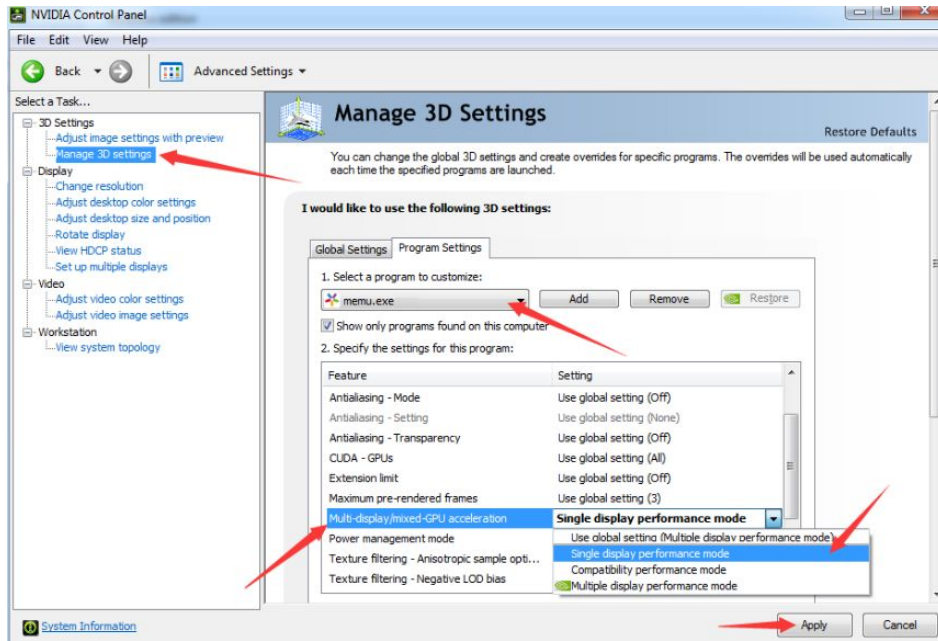 NVIDIA Control Panel
File Edit View Help
Back
Advanced Settings
Select a Task...
3D Settings
Adjust image settings with preview
Manage 3D settings
Display
Change resolution
Adjust desktop color settings
Adjust desktop size and position
Rotate display
View HDCP status
Set up multiple displays
Video
Adjust video color settings
Adjust video image settings
Workstation
View system topology
Manage 3D Settings
Restore Defaults
You can change the global 3D settings and create overrides for specific programs. The overrides will be used automatically
each time the specified programs are launched.
I would like to use the following 3D settings:
Global Settings Program Settings
1. Select a program to customize:
memu.exe Add Remove Restore
Show only programs found on this computer
2. Specify the settings for this program:
Feature Setting
Antialiasing - Mode Use global setting (Off)
Antialiasing - Setting Use global setting (None)
Antialiasing - Transparency Use global setting (Off)
CUDA - GPUs Use global setting (All)
Extension limit Use global setting (Off)
Maximum pre-rendered frames Use global setting (3)
Multi-display/mixed-GPU acceleration Single display performance mode
Power management mode Use global setting (Multiple display performance mode)
Single display performance mode
Texture filtering - Anisotropic sample opti... Compatibility performance mode
Texture filtering - Negative LOD bias Multiple display performance mode
System Information
Apply Cancel